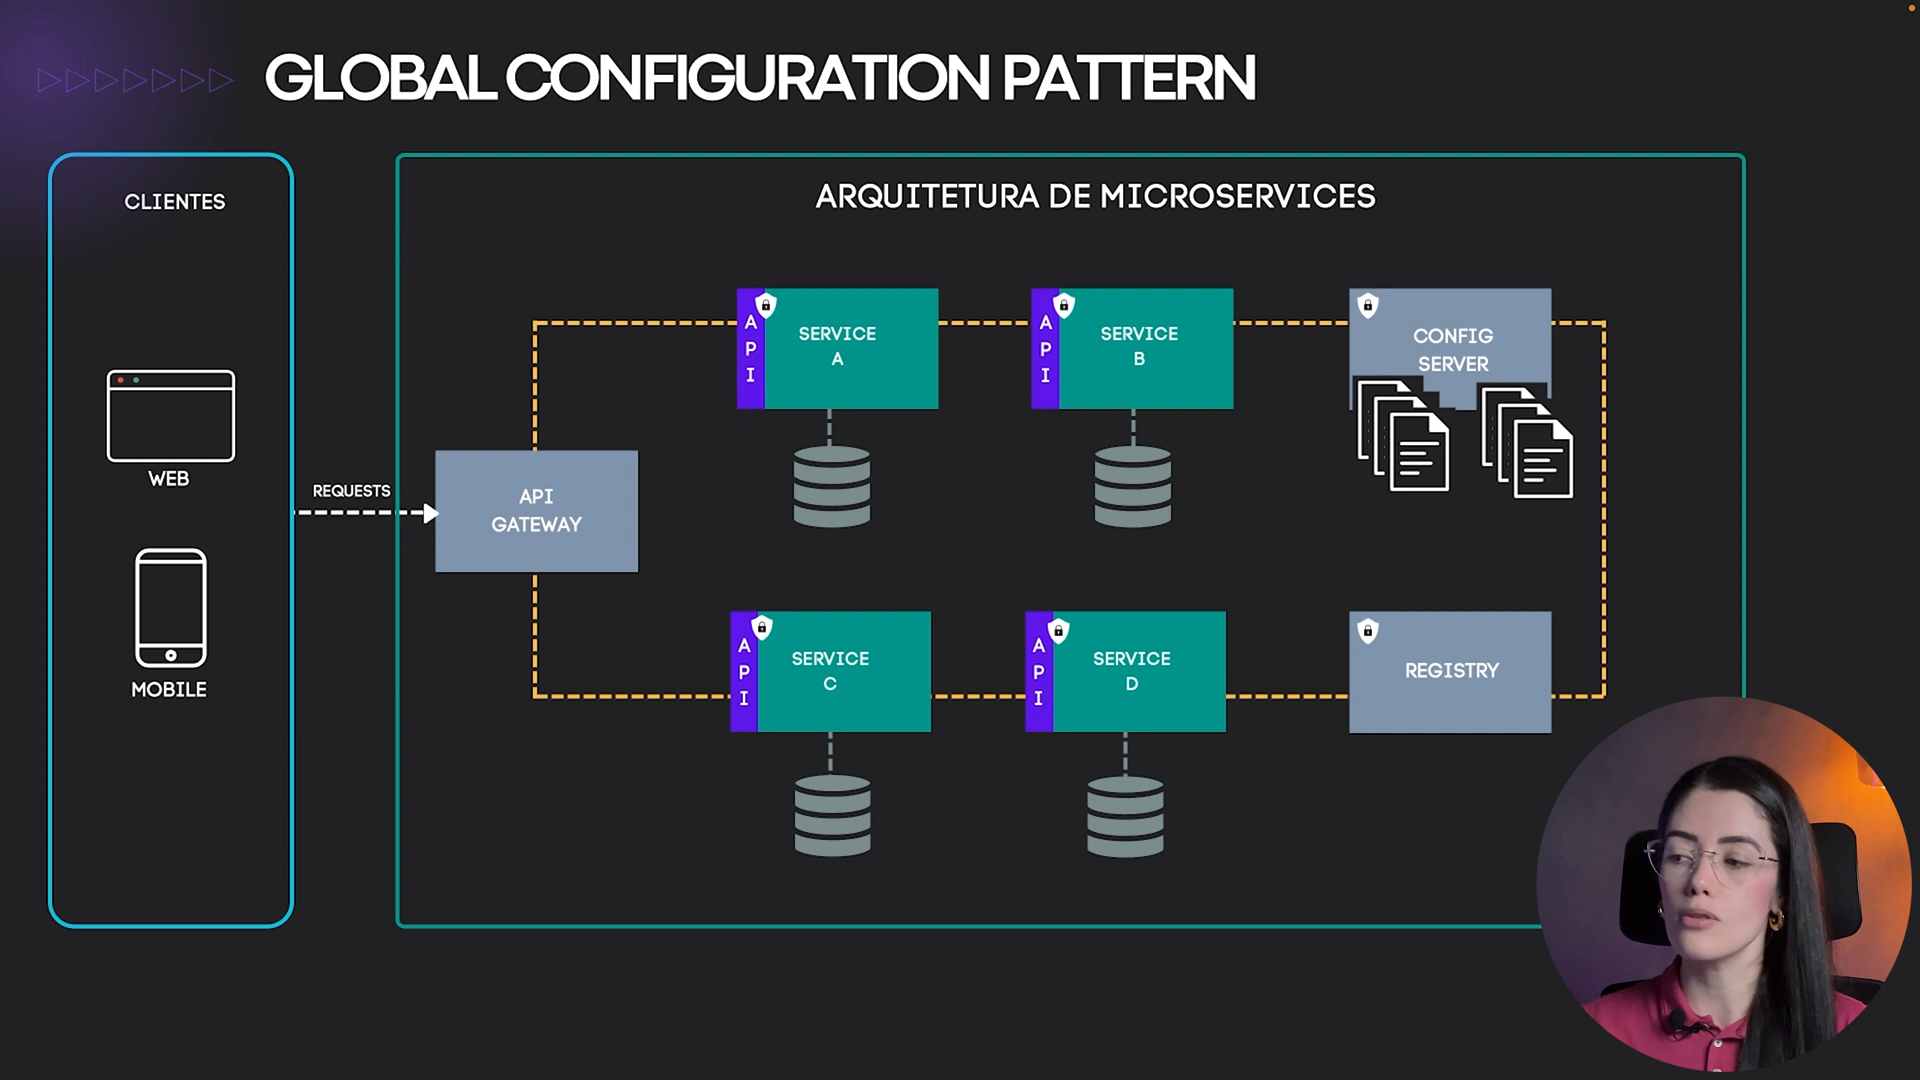 GLOBAL CONFIGURATION PATTERN
CLIENTES
WEB
MOBILE
REQUESTS
ARQUITETURA DE MICROSERVICES
API
GATEWAY
A
P
I
SERVICE
A
A
P
I
SERVICE
B
CONFIG
SERVER
A
P
I
SERVICE
C
A
P
I
SERVICE
D
REGISTRY